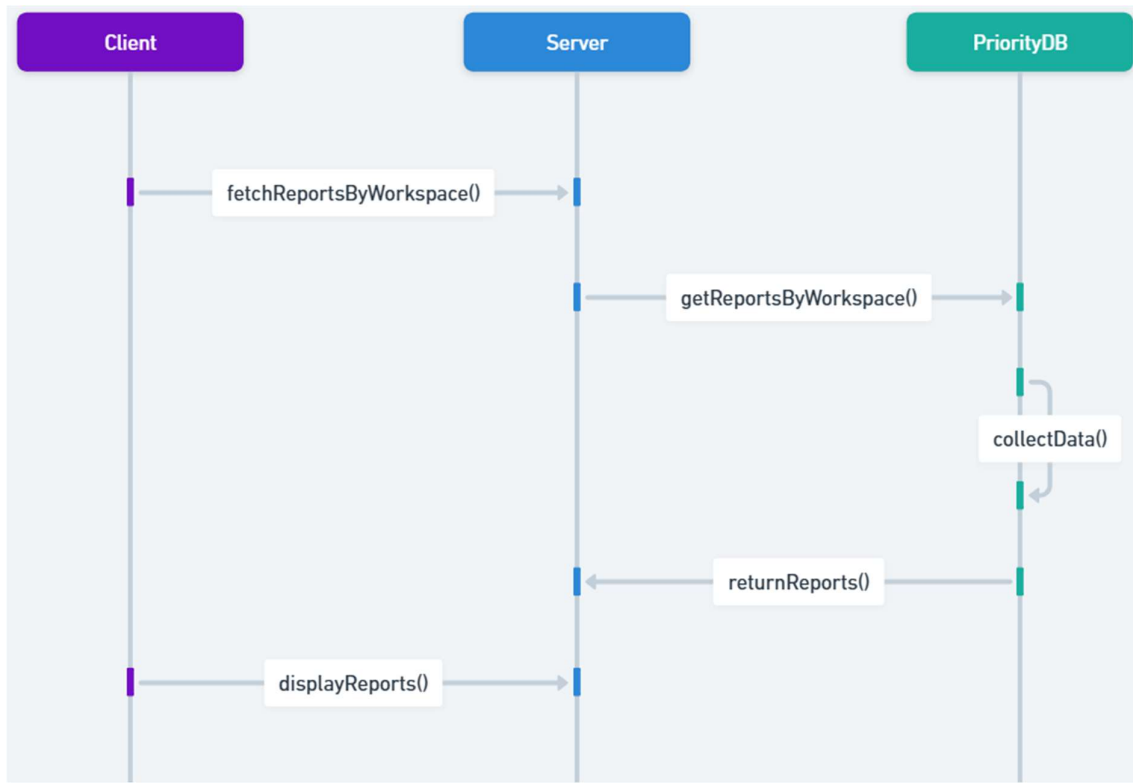 Client
Server
PriorityDB
fetchReportsByWorkspace()
getReportsByWorkspace()
collectData()
returnReports()
displayReports()